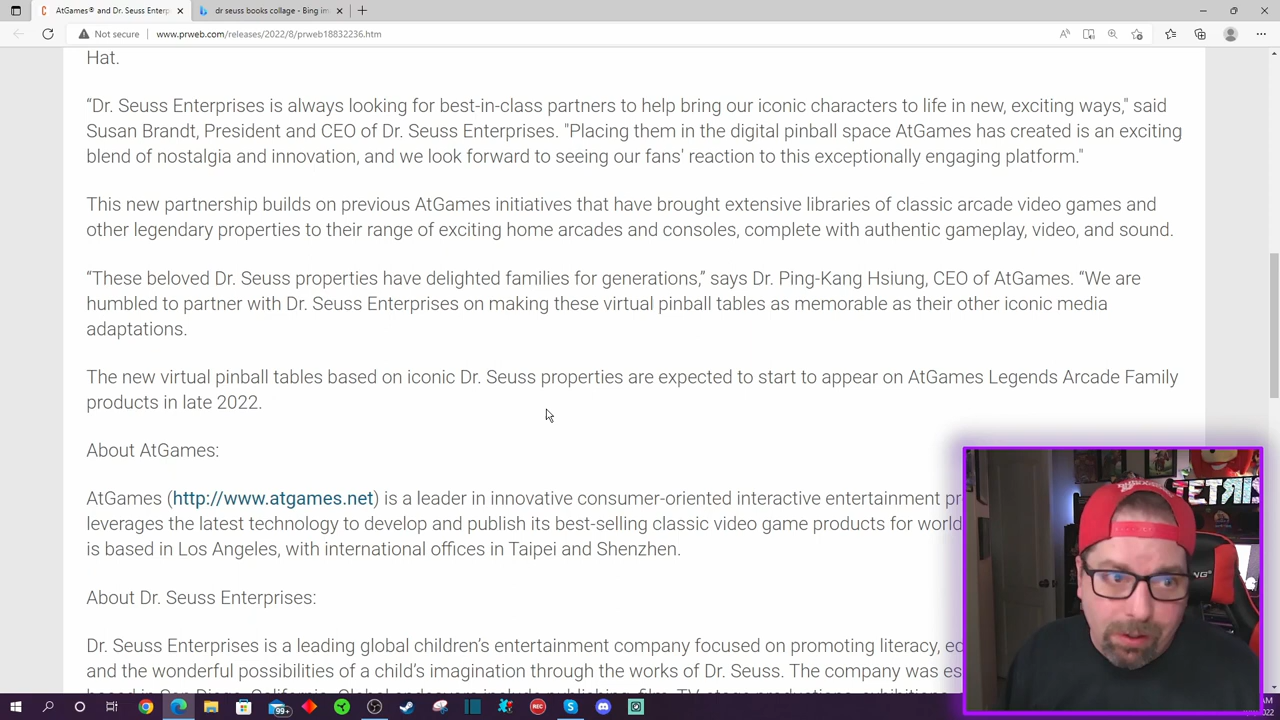 AtGames® and Dr. Seuss Enterp
dr seuss books collage - Bing im
Not secure
www.prweb.com/releases/2022/8/prweb18832236.htm
Hat.
“Dr. Seuss Enterprises is always looking for best-in-class partners to help bring our iconic characters to life in new, exciting ways," said
Susan Brandt, President and CEO of Dr. Seuss Enterprises. "Placing them in the digital pinball space AtGames has created is an exciting
blend of nostalgia and innovation, and we look forward to seeing our fans' reaction to this exceptionally engaging platform."
This new partnership builds on previous AtGames initiatives that have brought extensive libraries of classic arcade video games and
other legendary properties to their range of exciting home arcades and consoles, complete with authentic gameplay, video, and sound.
“These beloved Dr. Seuss properties have delighted families for generations,” says Dr. Ping-Kang Hsiung, CEO of AtGames. “We are
humbled to partner with Dr. Seuss Enterprises on making these virtual pinball tables as memorable as their other iconic media
adaptations.
The new virtual pinball tables based on iconic Dr. Seuss properties are expected to start to appear on AtGames Legends Arcade Family
products in late 2022.
About AtGames:
AtGames (http://www.atgames.net) is a leader in innovative consumer-oriented interactive entertainment pr
leverages the latest technology to develop and publish its best-selling classic video game products for worl
is based in Los Angeles, with international offices in Taipei and Shenzhen.
TETRIS
About Dr. Seuss Enterprises:
Dr. Seuss Enterprises is a leading global children's entertainment company focused on promoting literacy, ed
and the wonderful possibilities of a child's imagination through the works of Dr. Seuss. The company was es
99+
REC